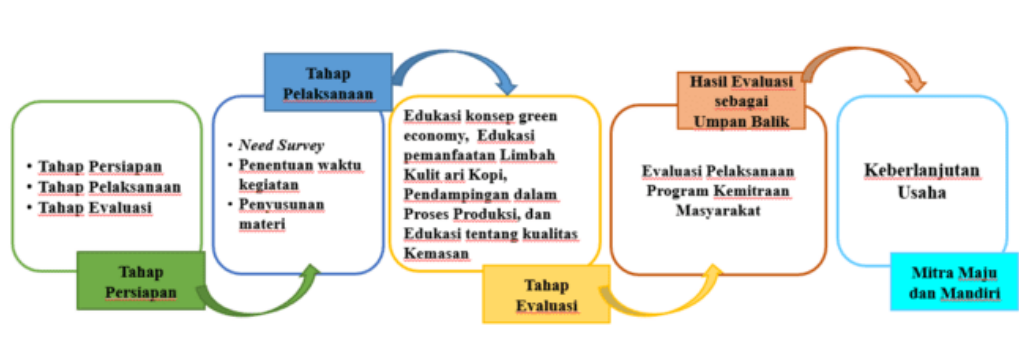 • Tahap Persiapan
• Tahap Pelaksanaan
• Tahap Evaluasi
Tahap
Persiapan
Tahap
Pelaksanaan
• Need Survey
• Penentuan waktu
kegiatan
• Penyusunan
materi
Edukasi konsep green
economy, Edukasi
pemanfaatan Limbah
Kulit ari Kopi,
Pendampingan dalam
Proses Produksi, dan
Edukasi tentang kualitas
Kemasan
Tahap
Evaluasi
Hasil Evaluasi
sebagai
Umpan Balik
Evaluasi Pelaksanaan
Program Kemitraan
Masyarakat
Keberlanjutan
Usaha
Mitra Maju
dan Mandiri